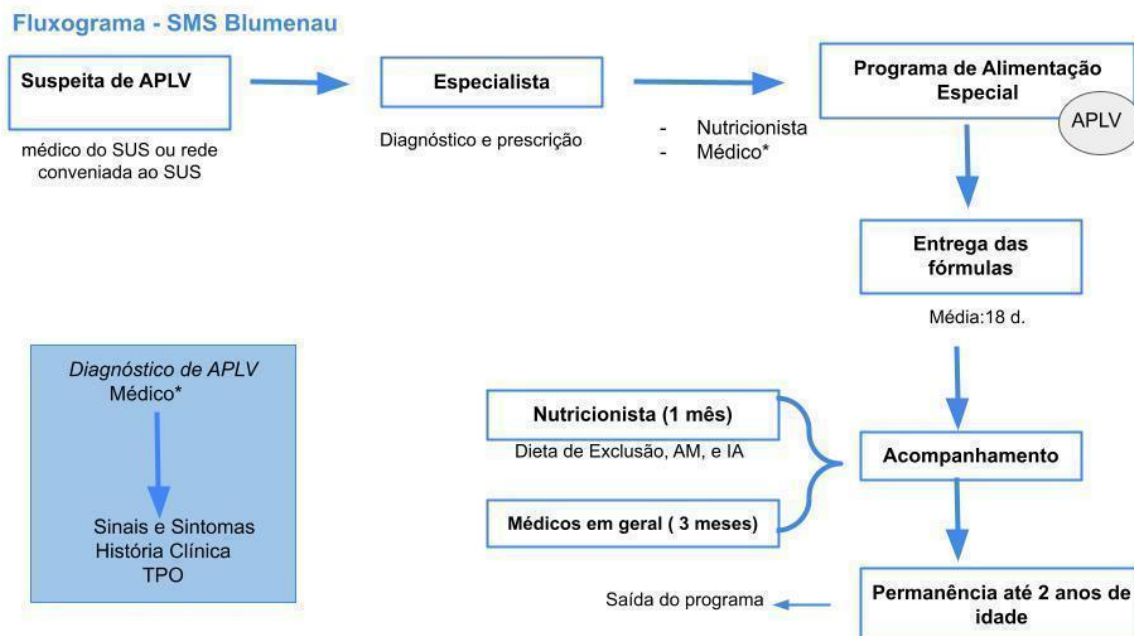 Fluxograma - SMS Blumenau
Suspeita de APLV
médico do SUS ou rede
conveniada ao SUS
Especialista
Diagnóstico e prescrição
- Nutricionista
- Médico*
Programa de Alimentação
Especial
APLV
Entrega das
fórmulas
Média:18 d.
Diagnóstico de APLV
Médico*
Sinais e Sintomas
História Clínica
TPO
Nutricionista (1 mês)
Dieta de Exclusão, AM, e IA
Médicos em geral ( 3 meses)
Acompanhamento
Permanência até 2 anos de
idade
Saída do programa